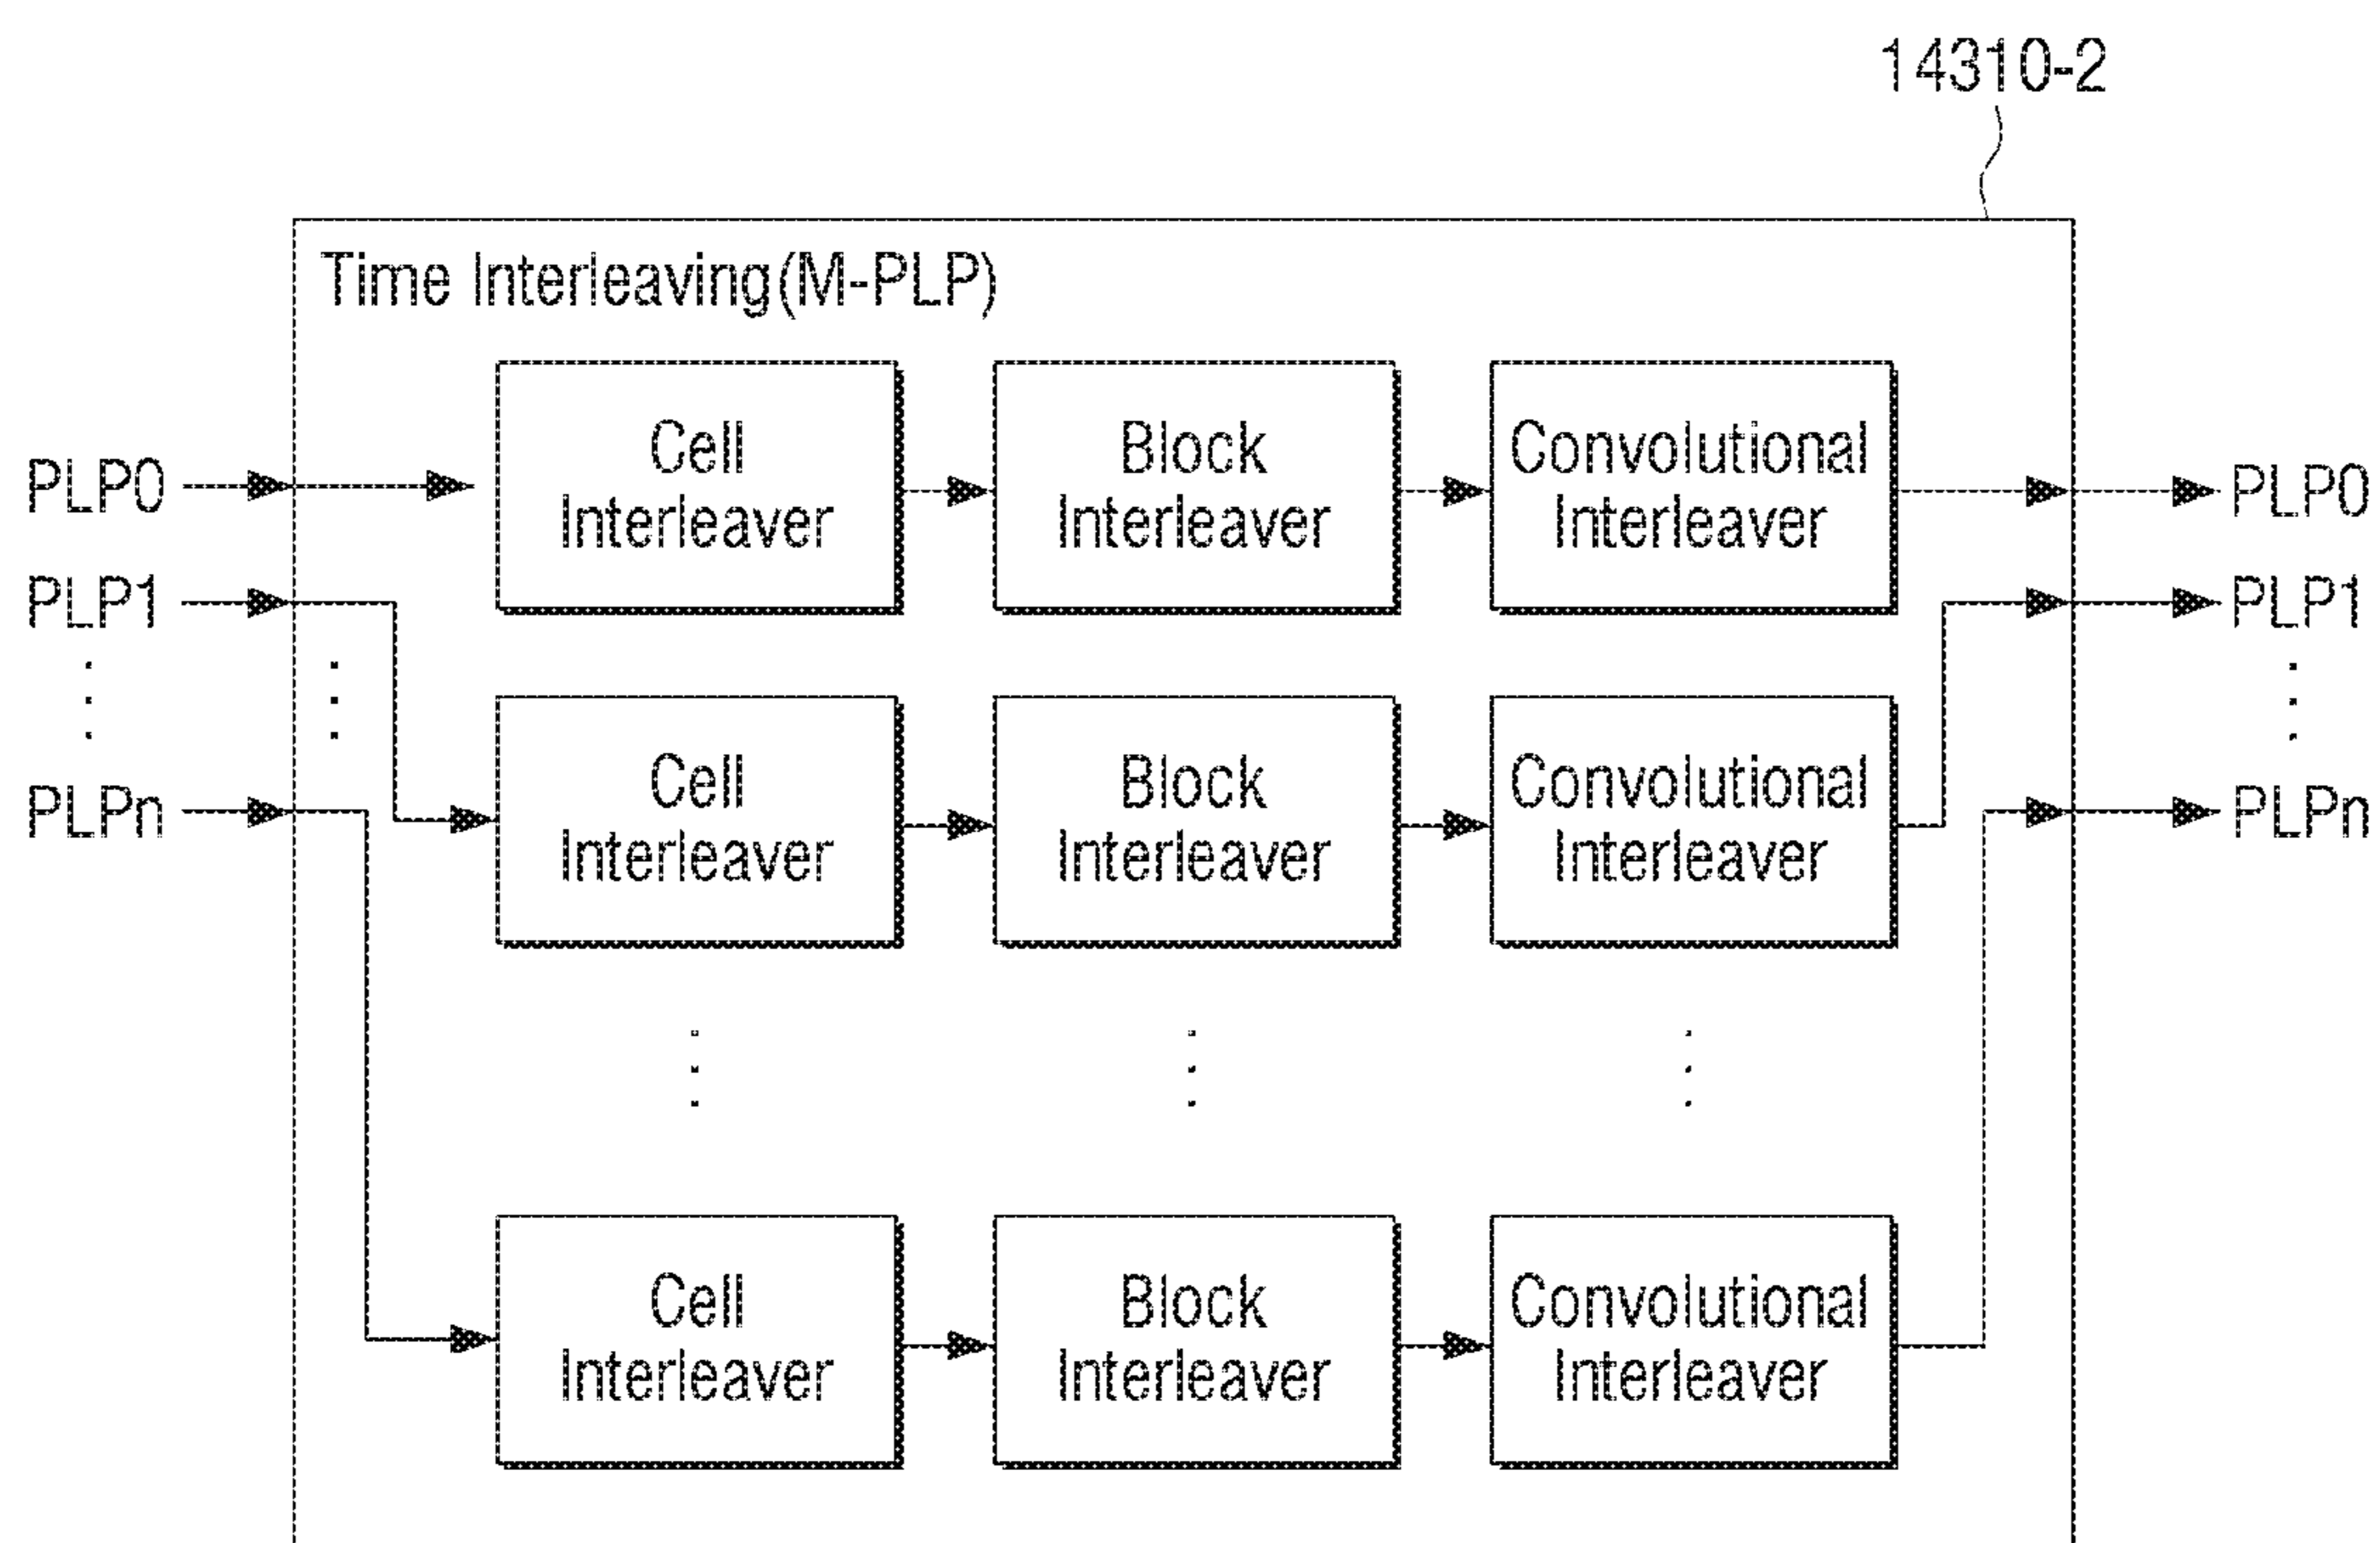 14310-2
Time Interleaving(M-PLP)
PLP0
Cell
Interleaver
Block
Interleaver
Convolutional
Interleaver
PLP0
PLP1
PLP1
Cell
Interleaver
Block
Interleaver
Convolutional
Interleaver
PLPn
PLPn
Cell
Interleaver
Block
Interleaver
Convolutional
Interleaver